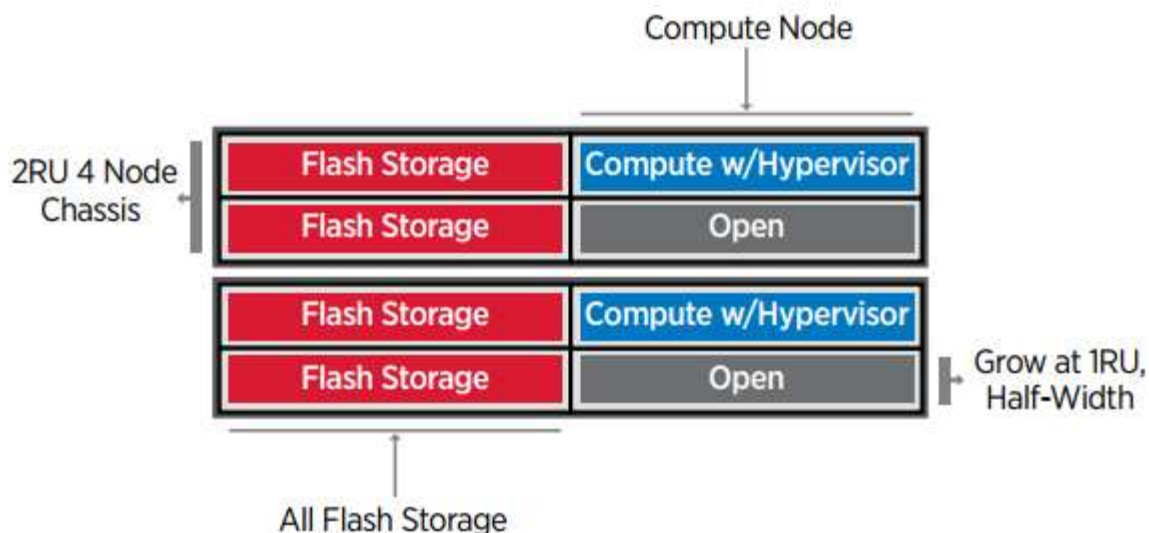 Compute Node
2RU 4 Node
Chassis
Flash Storage
Compute w/Hypervisor
Flash Storage
Open
Flash Storage
Compute w/Hypervisor
Flash Storage
Open
Grow at 1RU,
Half-Width
All Flash Storage